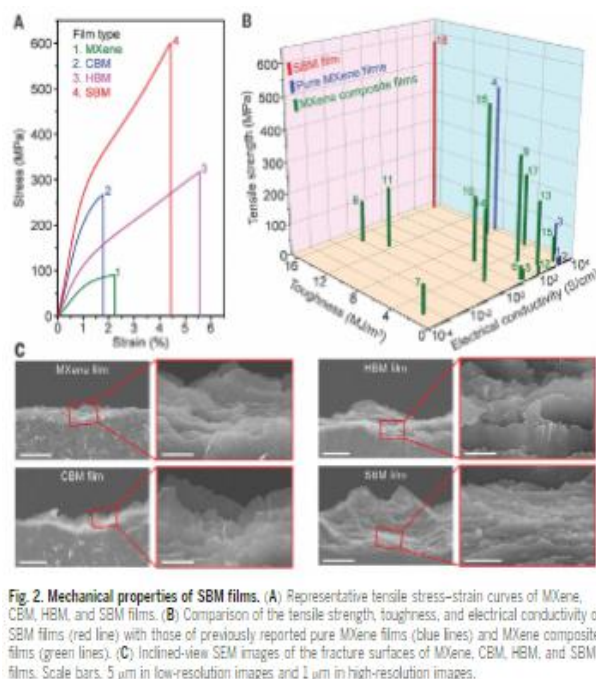 A
Film type
1. MXene
2. CBM
3. HBM
4. SBM
Stress (MPa)
600
500
400
300
200
100
0
0 1 2 3 4 5 6
Strain (%)
1
2
3
4
B
SBM film
Pure MXene films
MXene composite films
Tensile strength (MPa)
600
500
400
300
200
100
0
16
12
8
4
0
Toughness (MJ/m³)
Electrical conductivity (S/cm)
C
MXene film
HBM film
CBM film
SBM film
Fig. 2. Mechanical properties of SBM films. (A) Representative tensile stress–strain curves of MXene,
CBM, HBM, and SBM films. (B) Comparison of the tensile strength, toughness, and electrical conductivity
SBM films (red line) with those of previously reported pure MXene films (blue lines) and MXene composite
films (green lines). (C) Inclined-view SEM images of the fracture surfaces of MXene, CBM, HBM, and SBM
films. Scale bars, 5 μm in low-resolution images and 1 μm in high-resolution images.